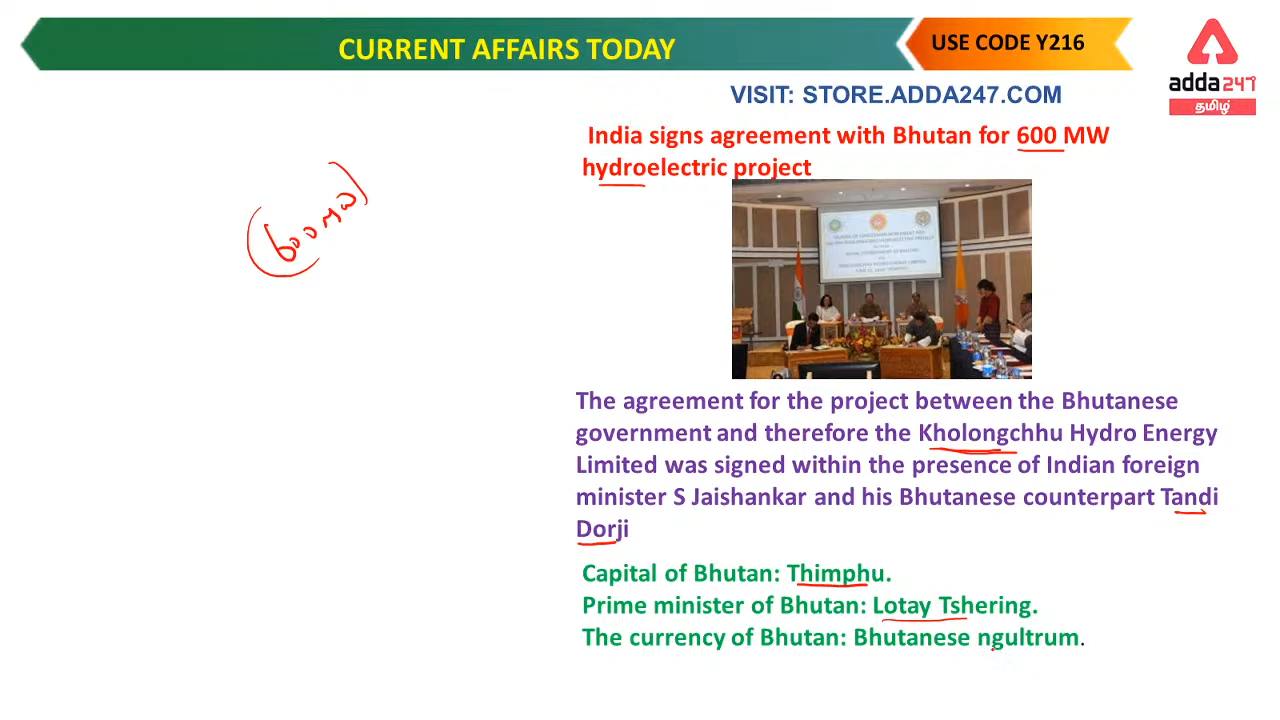 CURRENT AFFAIRS TODAY
USE CODE Y216
adda247
தமிழ்
VISIT: STORE.ADDA247.COM
India signs agreement with Bhutan for 600 MW
hydroelectric project
(600 MW)
The agreement for the project between the Bhutanese
government and therefore the Kholongchhu Hydro Energy
Limited was signed within the presence of Indian foreign
minister S Jaishankar and his Bhutanese counterpart Tandi
Dorji
Capital of Bhutan: Thimphu.
Prime minister of Bhutan: Lotay Tshering.
The currency of Bhutan: Bhutanese ngultrum.